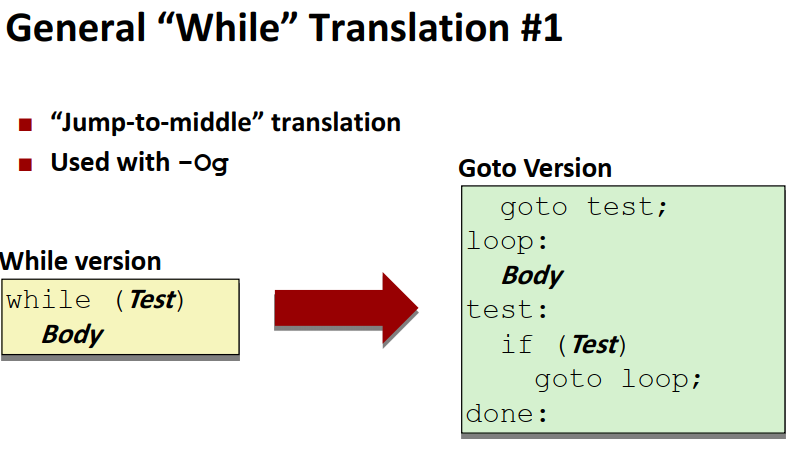 General “While” Translation #1
“Jump-to-middle” translation
Used with –Og
While version
while (Test)
Body
Goto Version
goto test;
loop:
Body
test:
if (Test)
goto loop;
done: